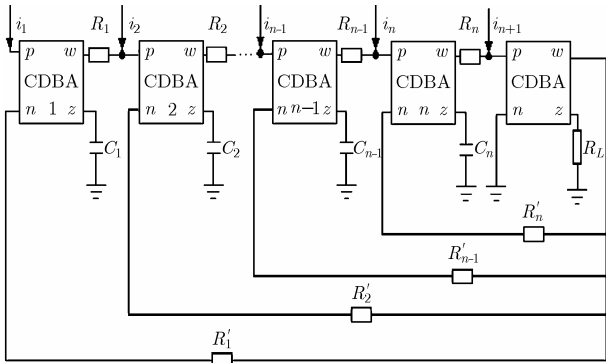 i₁ R₁ i₂ R₂ iₙ₋₁ Rₙ₋₁ iₙ Rₙ iₙ₊₁
p w p w ... p w p w p w
CDBA CDBA CDBA CDBA CDBA
n 1 z n 2 z n n−1 z n n z n z
C₁ C₂ Cₙ₋₁ Cₙ R_L
R′ₙ
R′ₙ₋₁
R′₂
R′₁